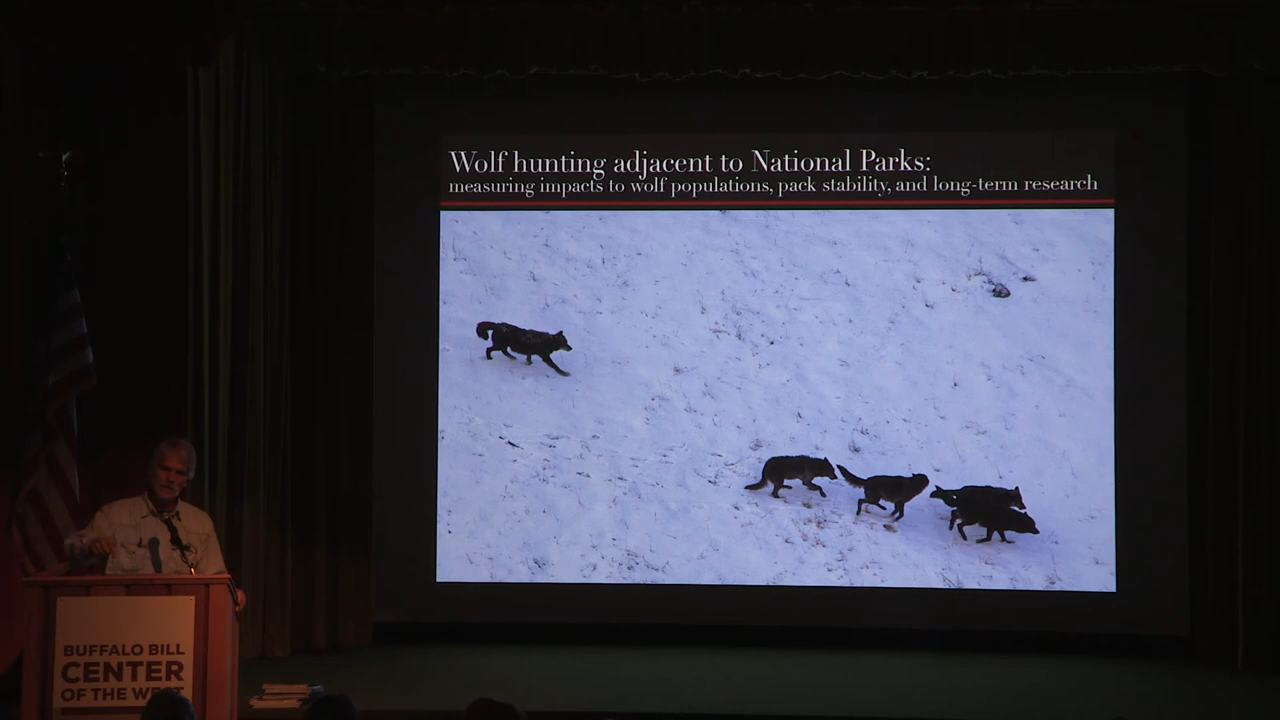 Wolf hunting adjacent to National Parks:
measuring impacts to wolf populations, pack stability, and long-term research
BUFFALO BILL
CENTER
OF THE WEST